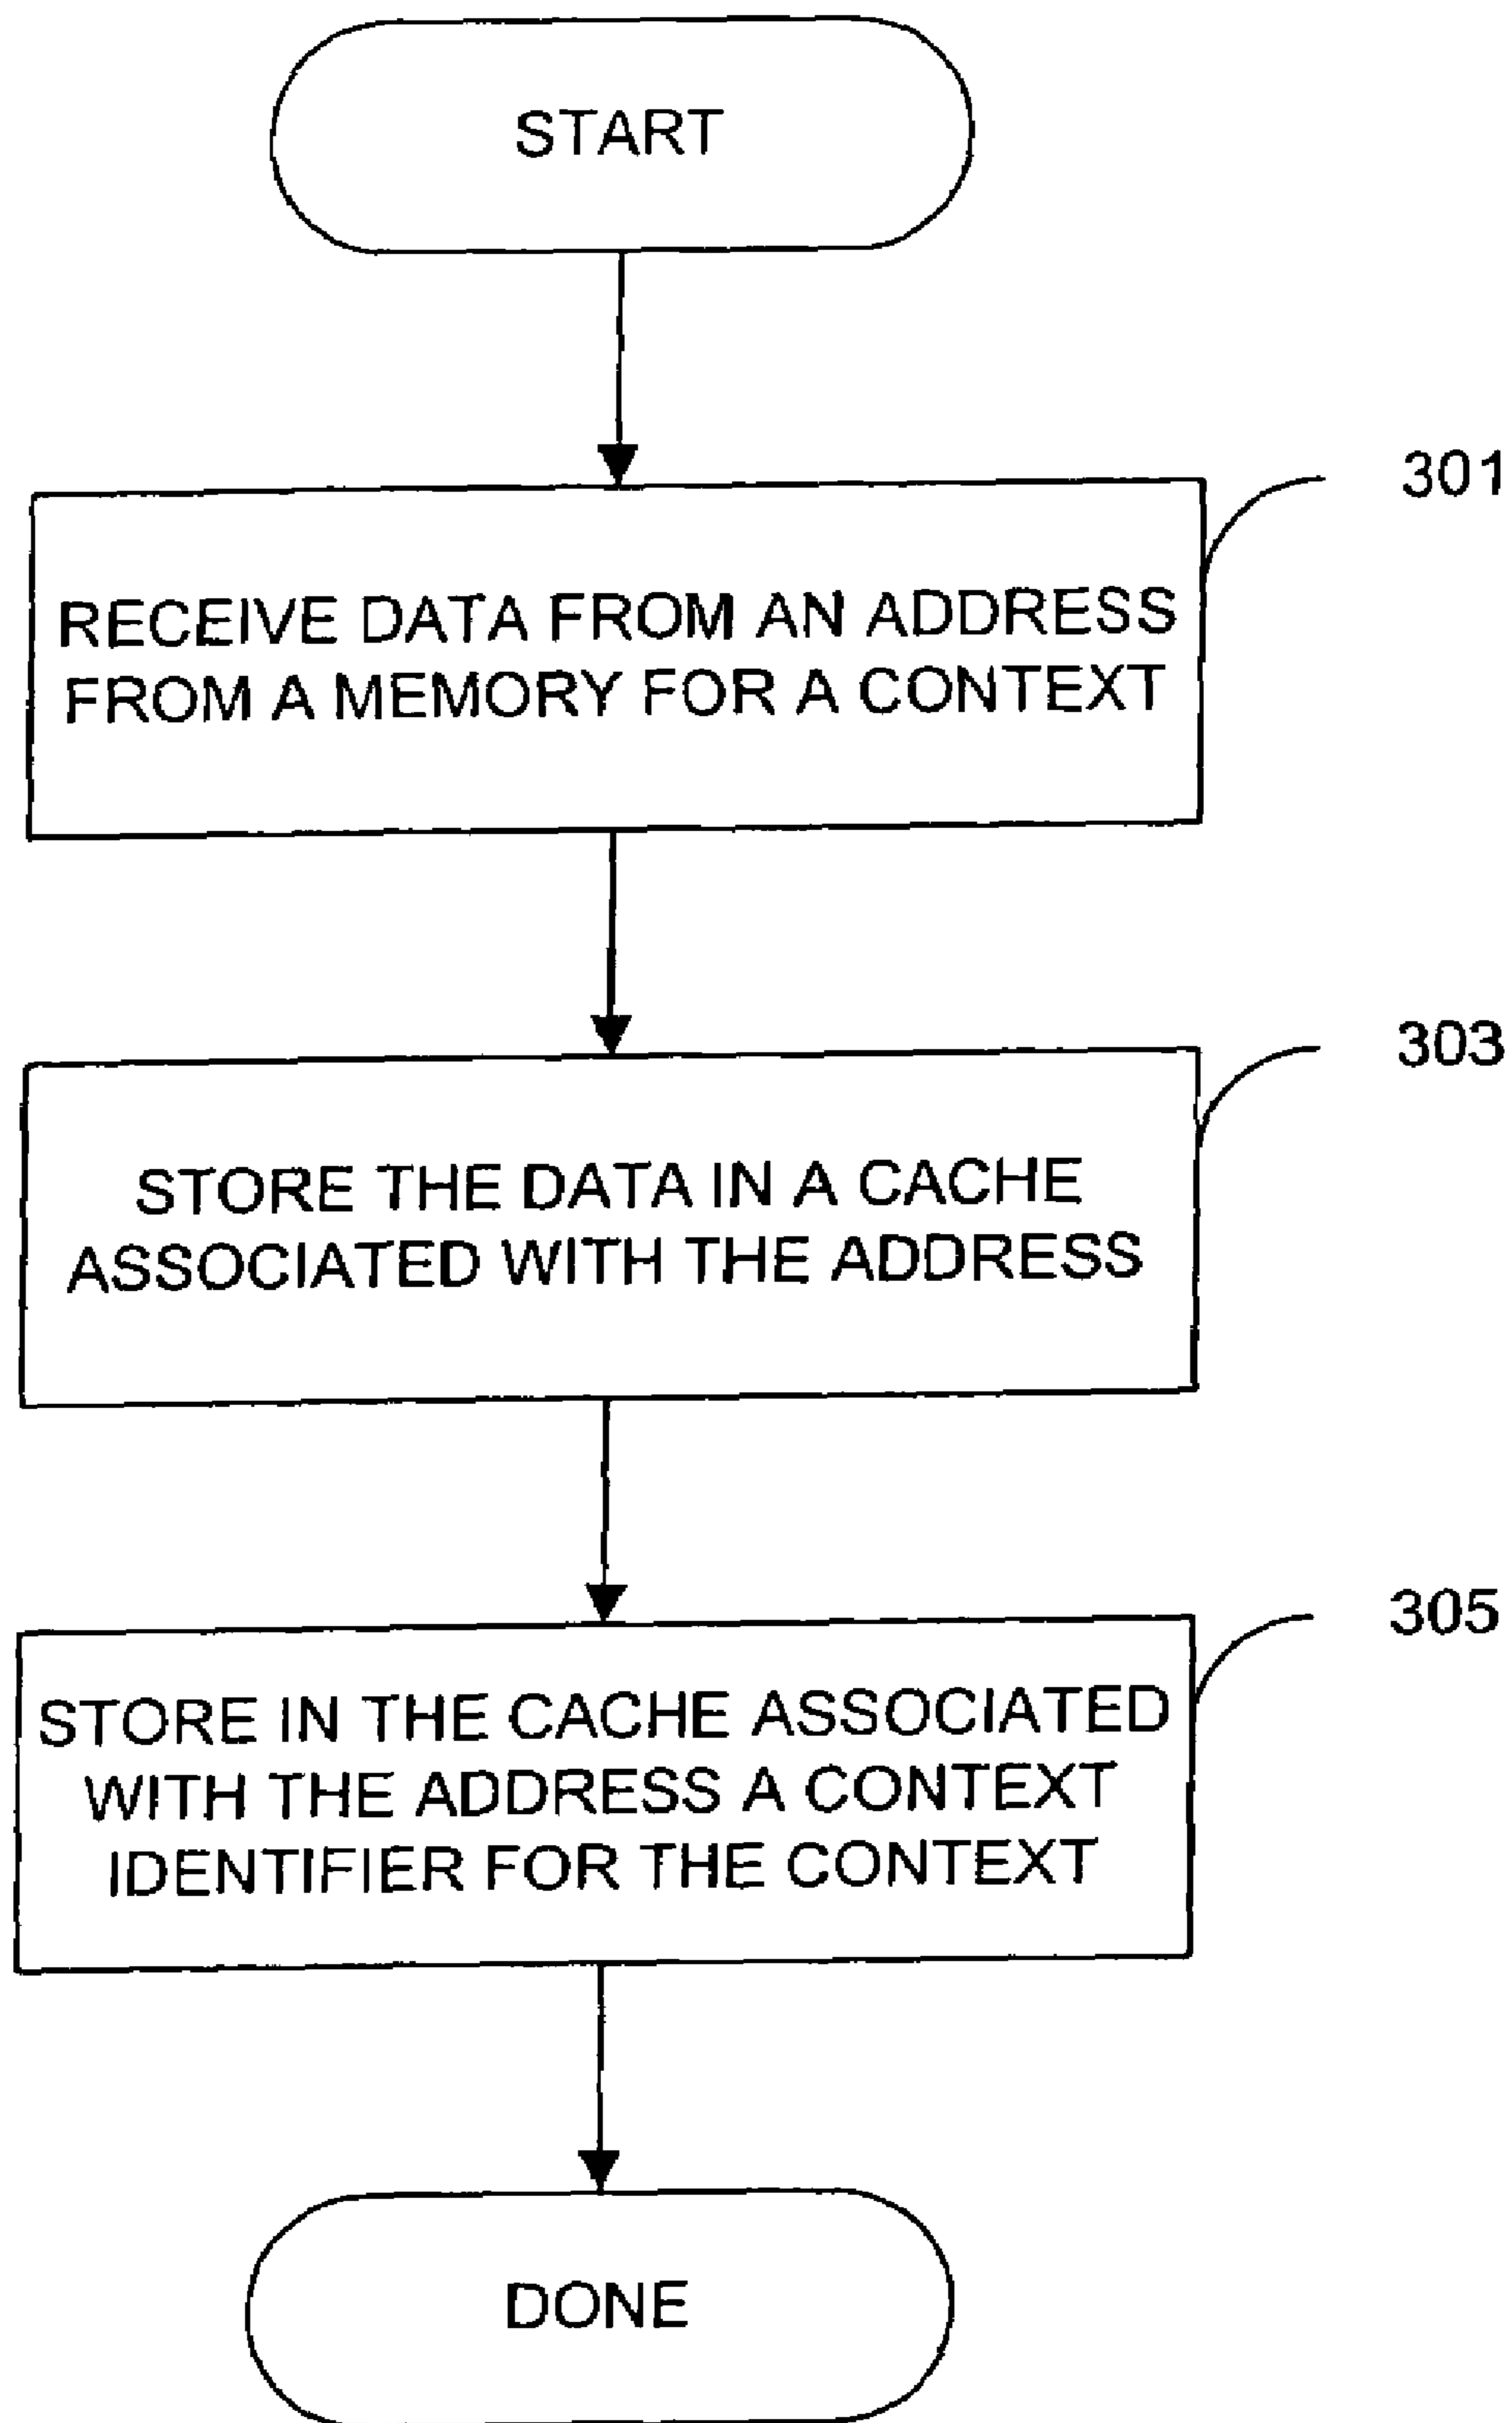 START
301
RECEIVE DATA FROM AN ADDRESS
FROM A MEMORY FOR A CONTEXT
303
STORE THE DATA IN A CACHE
ASSOCIATED WITH THE ADDRESS
305
STORE IN THE CACHE ASSOCIATED
WITH THE ADDRESS A CONTEXT
IDENTIFIER FOR THE CONTEXT
DONE